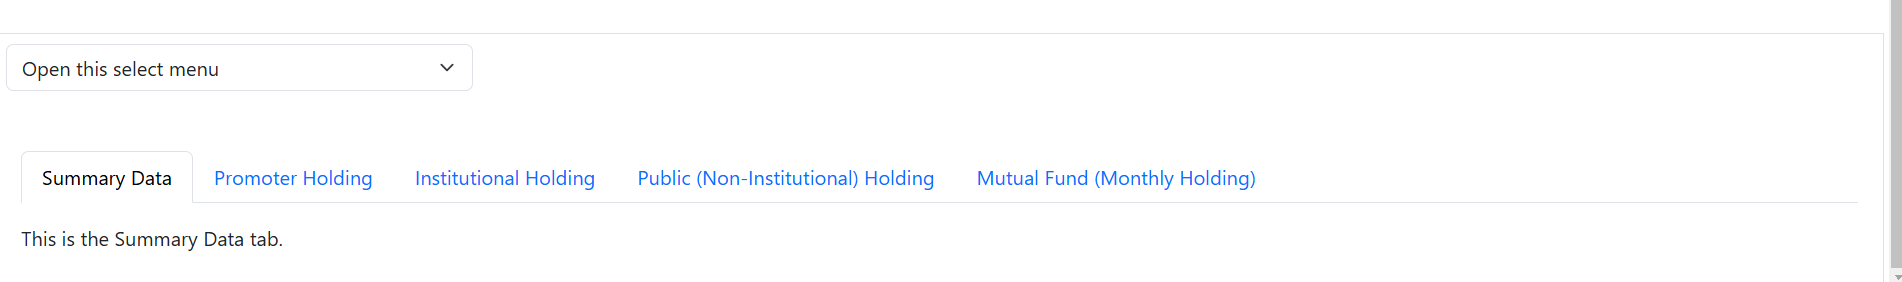 Open this select menu
Summary Data Promoter Holding Institutional Holding Public (Non-Institutional) Holding Mutual Fund (Monthly Holding)
This is the Summary Data tab.